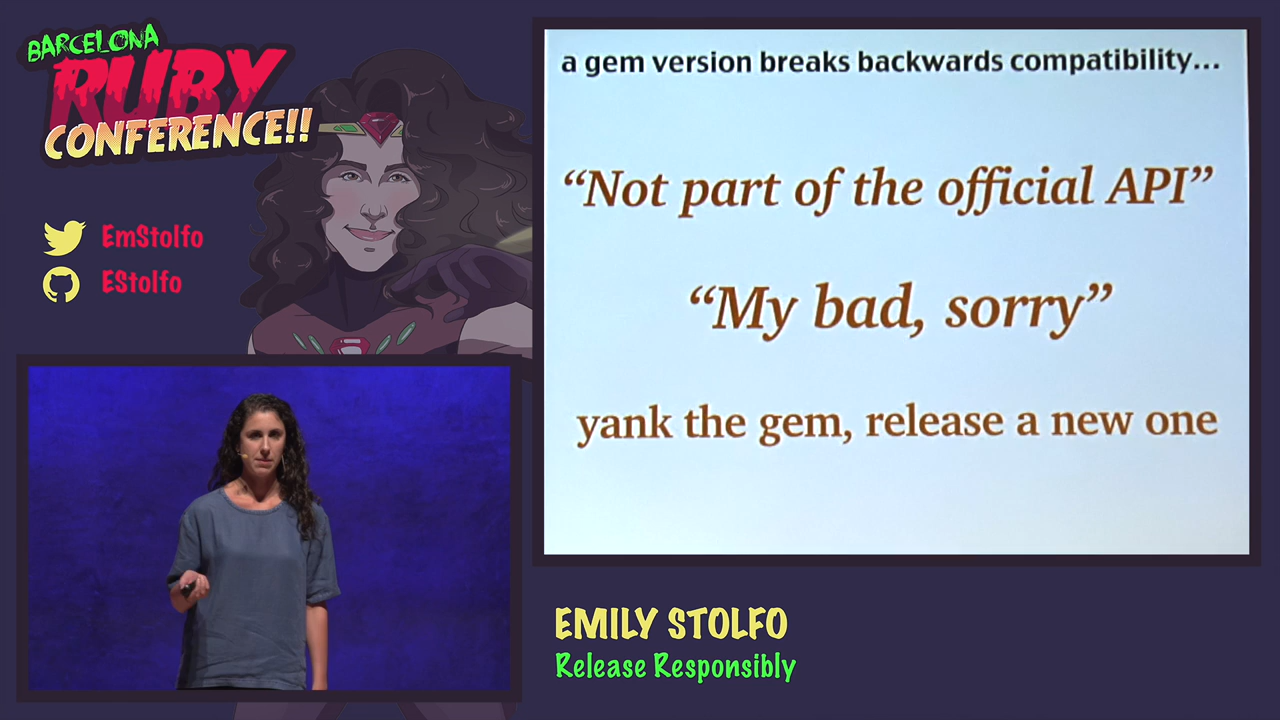 BARCELONA
RUBY
CONFERENCE!!
EmStolfo
EStolfo
a gem version breaks backwards compatibility...
“Not part of the official API”
“My bad, sorry”
yank the gem, release a new one
EMILY STOLFO
Release Responsibly